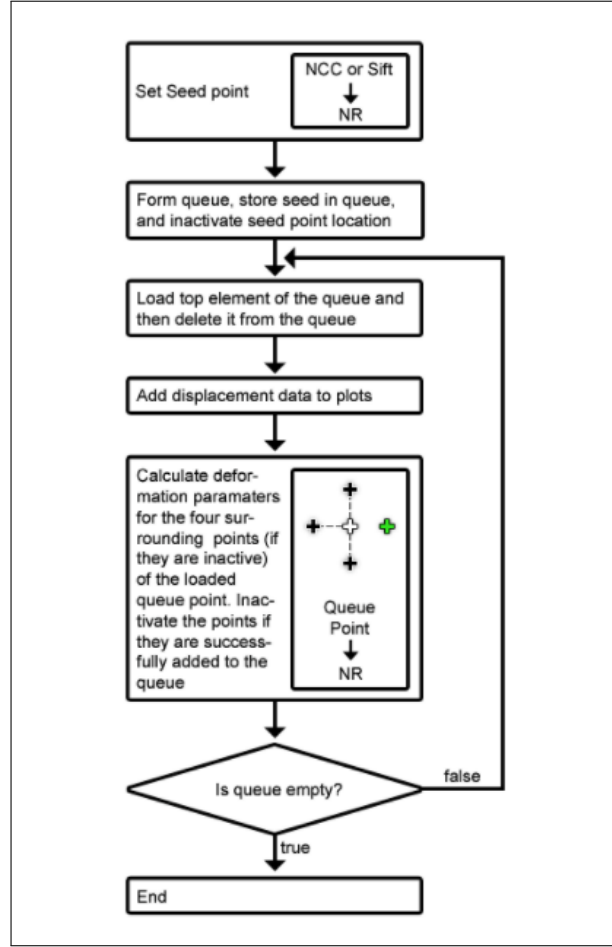 Set Seed point
NCC or Sift
NR
Form queue, store seed in queue,
and inactivate seed point location
Load top element of the queue and
then delete it from the queue
Add displacement data to plots
Calculate defor-
mation paramaters
for the four sur-
rounding points (if
they are inactive)
of the loaded
queue point. Inac-
tivate the points if
they are success-
fully added to the
queue
Queue
Point
NR
Is queue empty?
false
true
End